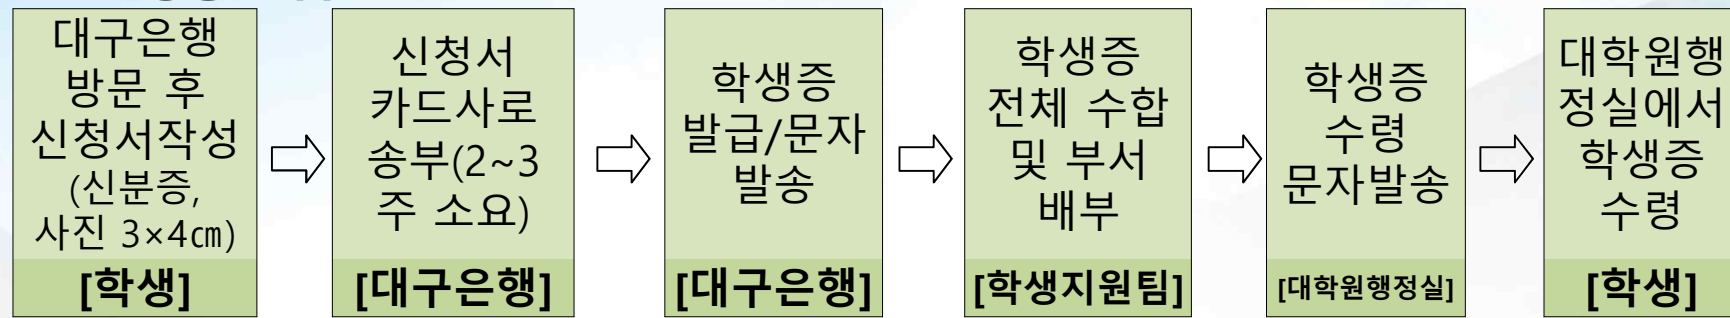 대구은행
방문 후
신청서작성
(신분증,
사진 3×4㎝)
[학생]
신청서
카드사로
송부(2~3
주 소요)
[대구은행]
학생증
발급/문자
발송
[대구은행]
학생증
전체 수합
및 부서
배부
[학생지원팀]
학생증
수령
문자발송
[대학원행정실]
대학원행
정실에서
학생증
수령
[학생]